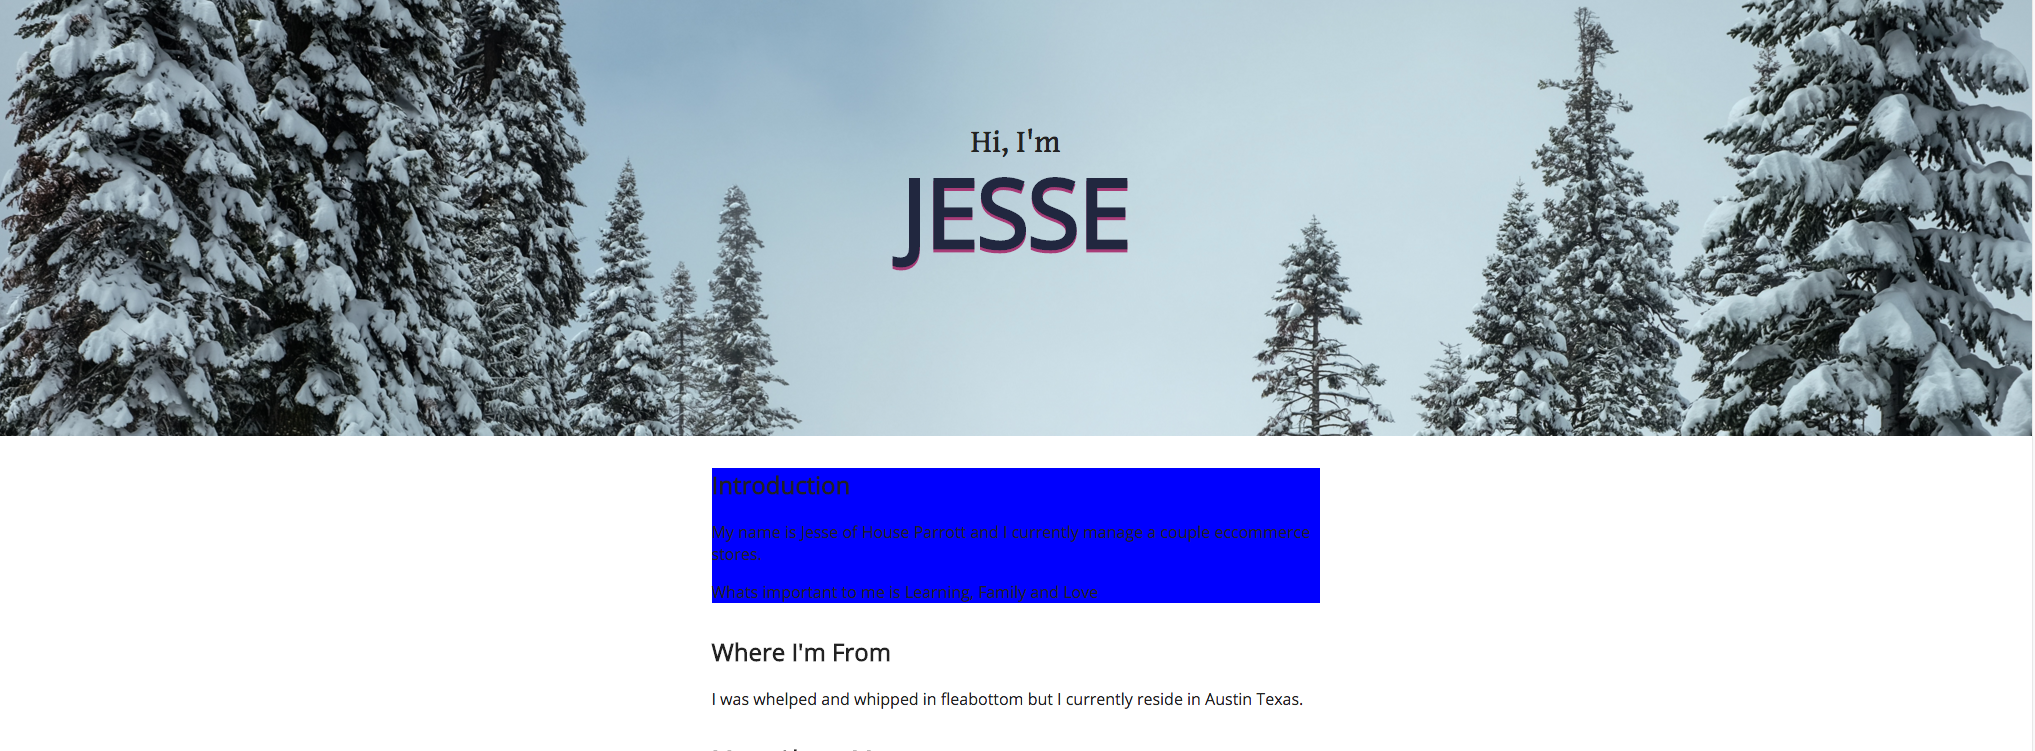 Hi, I'm
JESSE
Introduction
My name is Jesse of House Parrott and I currently manage a couple ecommerce
stores.
Whats important to me is Learning, Family and Love
Where I'm From
I was whelped and whipped in fleabottom but I currently reside in Austin Texas.